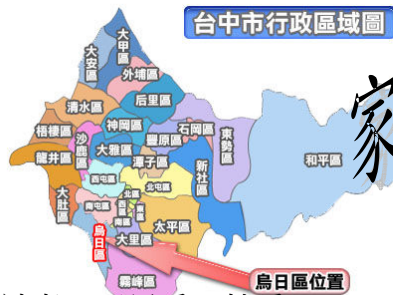 台中市行政區域圖
家
大甲區
大安區
外埔區
后里區
清水區
神岡區
石岡區
東勢區
梧棲區
沙鹿區
豐原區
和平區
龍井區
大雅區
潭子區
新社區
西屯區
北屯區
大肚區
北區
南屯區
西區
南區
太平區
烏日區
大里區
霧峰區
烏日區位置